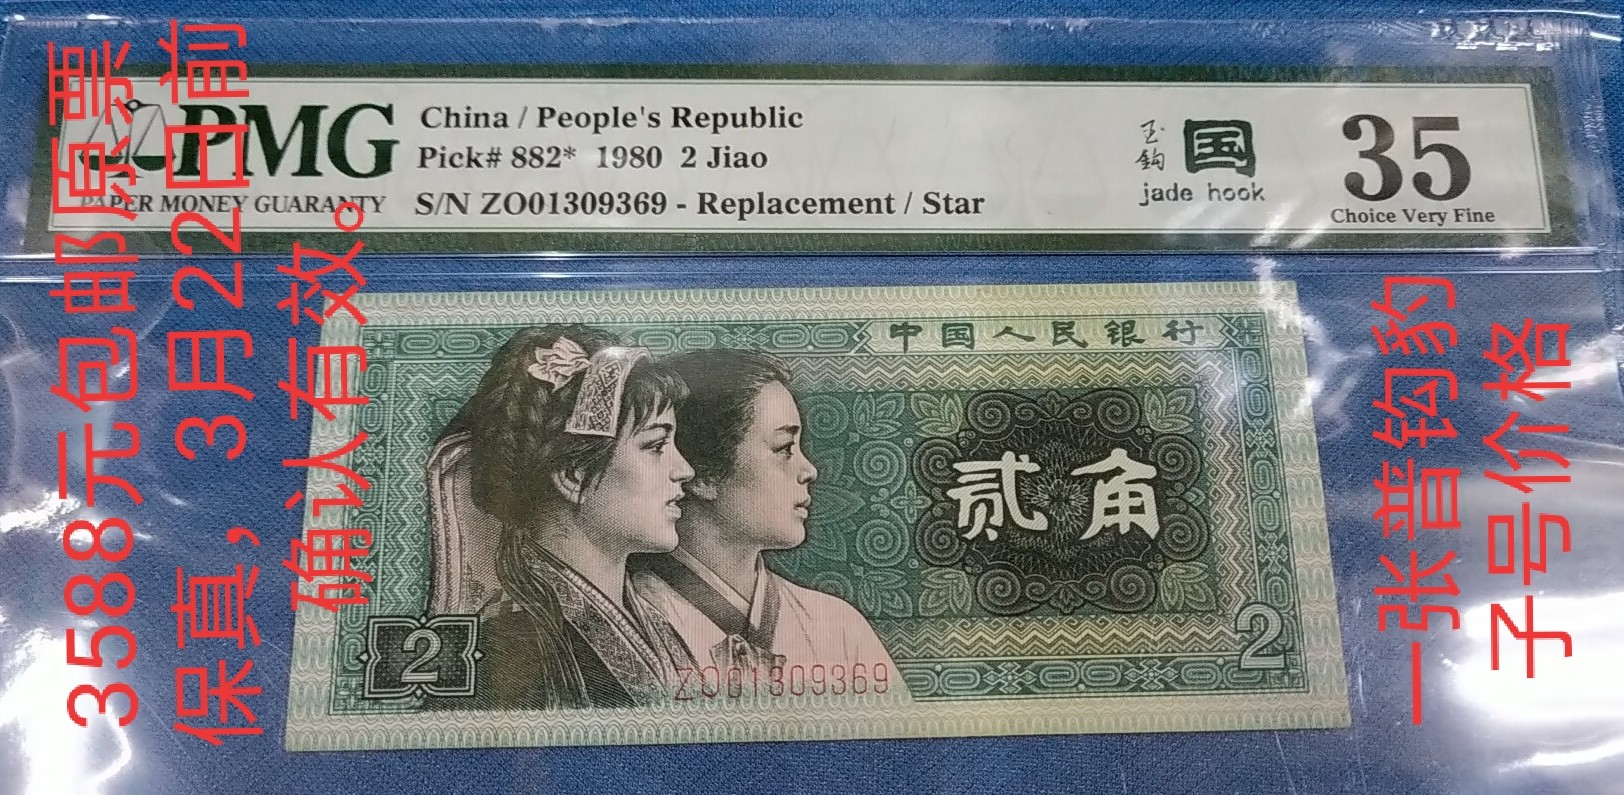 PMG
PAPER MONEY GUARANTY
China / People's Republic
Pick# 882* 1980 2 Jiao
S/N ZO01309369 - Replacement / Star
玉钩国
jade hook
35
Choice Very Fine
3588元包邮原票
保真，3月22日前
确认有效。
一张普钩豹
子号价格
中国人民银行
贰角
2
2
ZO01309369